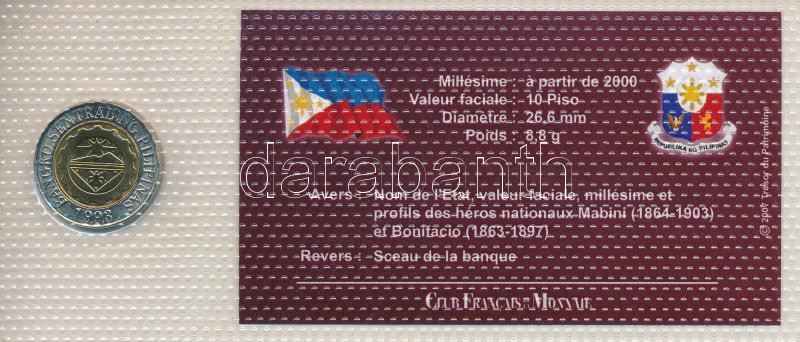 BANGKO SENTRAL NG PILIPINAS
1993
Millésime : à partir de 2000
Valeur faciale : 10 Piso
Diamètre : 26,6 mm
Poids : 8,8 g
REPUBLIKA NG PILIPINAS
darabanth
Avers : Nom de l'Etat, valeur faciale, millésime et
profils des héros nationaux Mabini (1864-1903)
et Bonifacio (1863-1897)
Revers : Sceau de la banque
CLUB FRANÇAIS DE LA MONNAIE